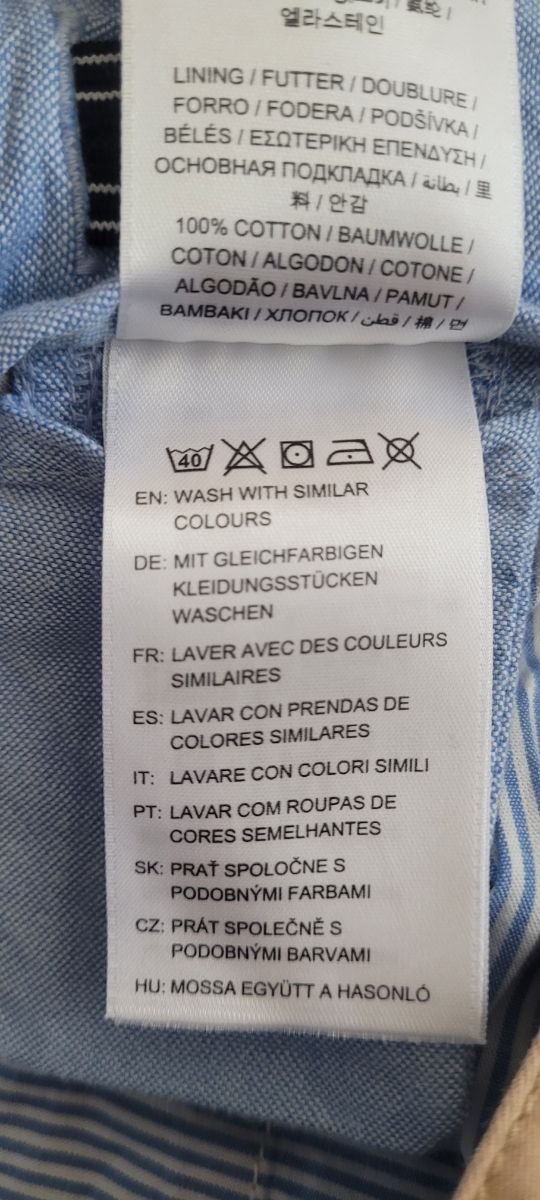 엘라스테인
LINING / FUTTER / DOUBLURE /
FORRO / FODERA / PODŠÍVKA /
BÉLÉS / ΕΣΩΤΕΡΙΚΗ ΕΠΕΝΔΥΣΗ /
ОСНОВНАЯ ПОДКЛАДКА / بطانة / 里
料 / 안감
100% COTTON / BAUMWOLLE /
COTON / ALGODON / COTONE /
ALGODÃO / BAVLNA / PAMUT /
BAMBAKI / ХЛОПОК / قطن / 棉 / 면
40
EN: WASH WITH SIMILAR
COLOURS
DE: MIT GLEICHFARBIGEN
KLEIDUNGSSTÜCKEN
WASCHEN
FR: LAVER AVEC DES COULEURS
SIMILAIRES
ES: LAVAR CON PRENDAS DE
COLORES SIMILARES
IT: LAVARE CON COLORI SIMILI
PT: LAVAR COM ROUPAS DE
CORES SEMELHANTES
SK: PRAŤ SPOLOČNE S
PODOBNÝMI FARBAMI
CZ: PRÁT SPOLEČNĚ S
PODOBNÝMI BARVAMI
HU: MOSSA EGYÜTT A HASONLÓ